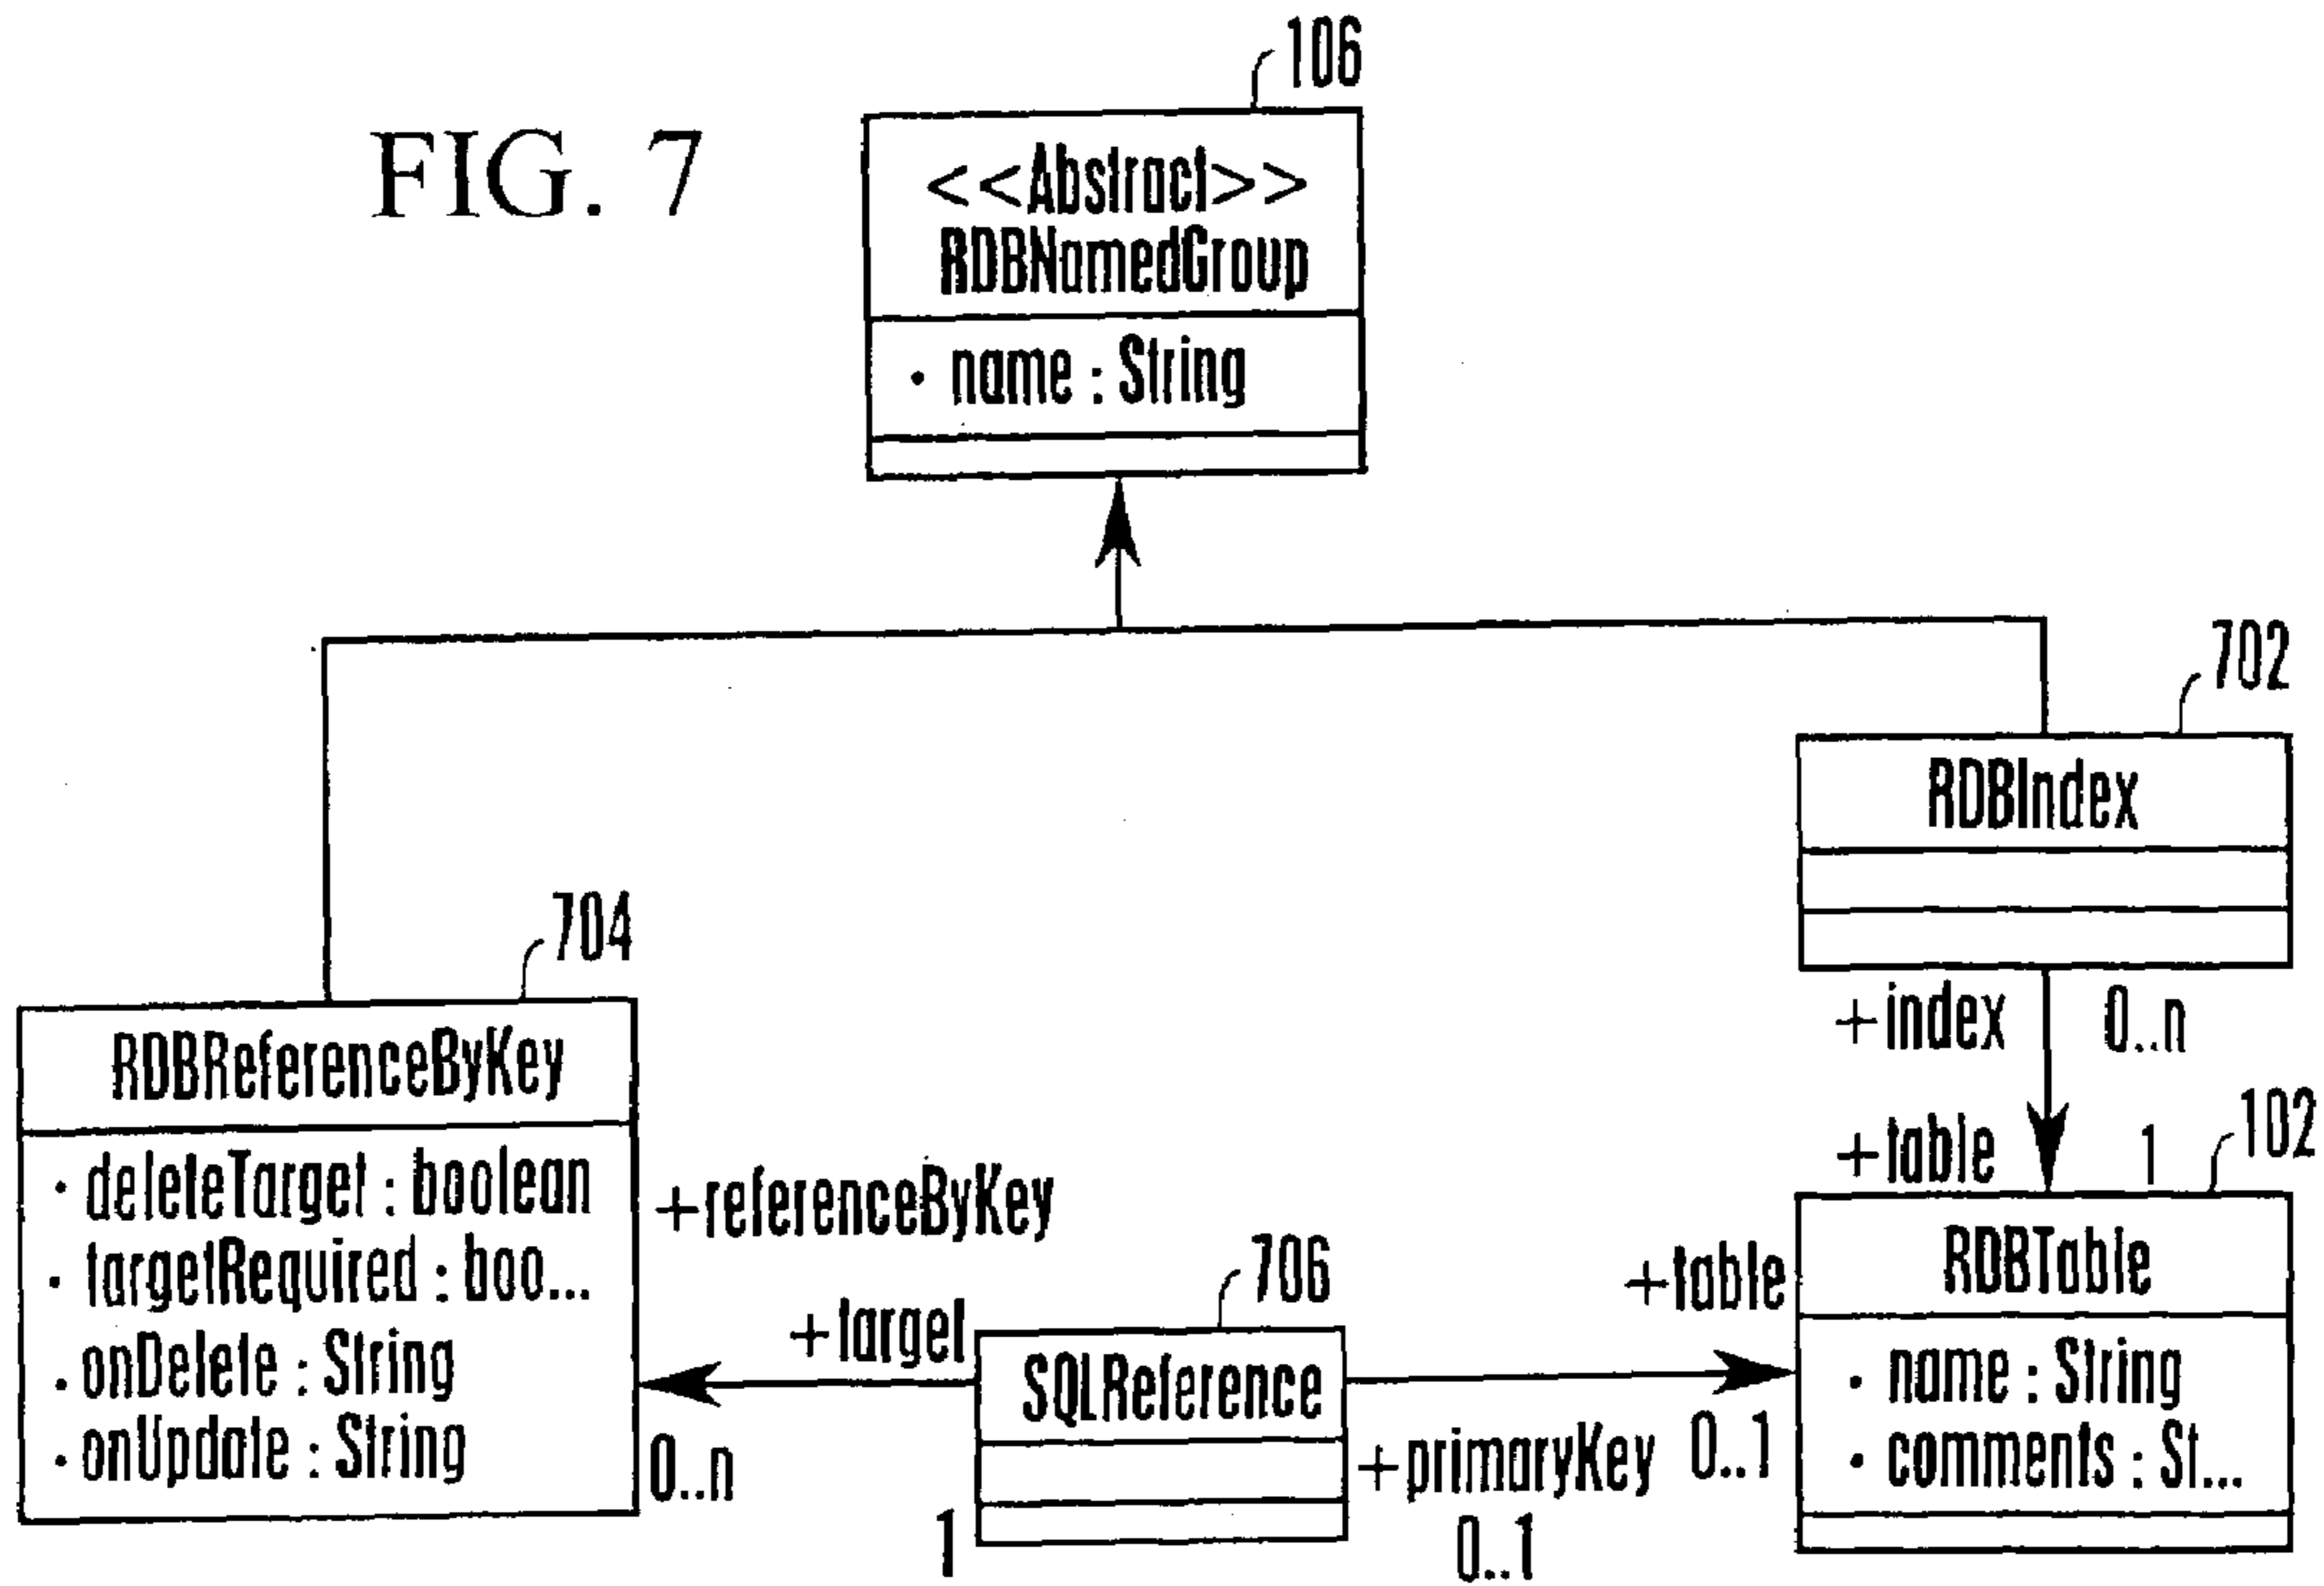 106
FIG. 7
<<Abstract>>
RDBNamedGroup
• name : String
702
RDBIndex
704
+index 0..n
RDBReferenceByKey
+table 1
102
• deleteTarget : boolean
+referenceByKey
RDBTable
• targetRequired : boo...
706
+table
+target
• onDelete : String
SQLReference
• name : String
• onUpdate : String
0..n
+primaryKey
0..1
• comments : St...
1
0..1